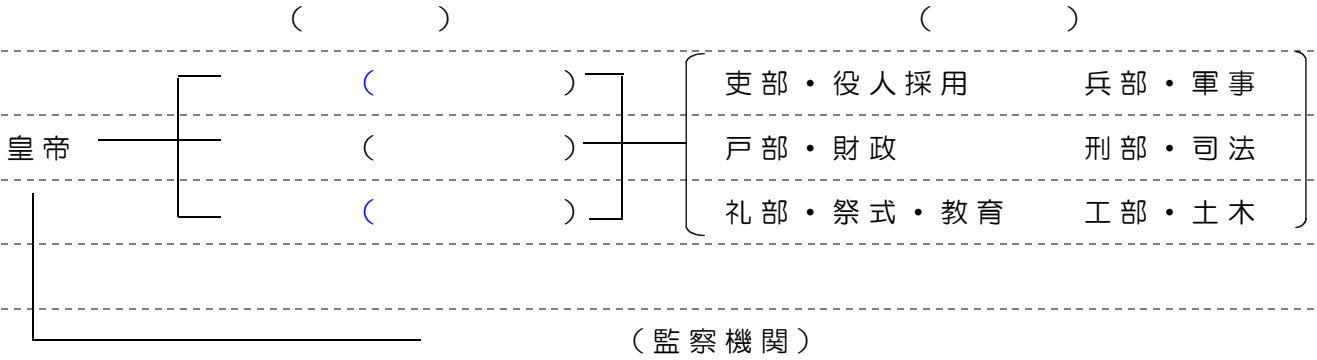 （　　　　）　（　　　　）
（　　　　　）　吏部・役人採用　兵部・軍事
皇帝　（　　　　　）　戸部・財政　刑部・司法
（　　　　　）　礼部・祭式・教育　工部・土木
（監察機関）